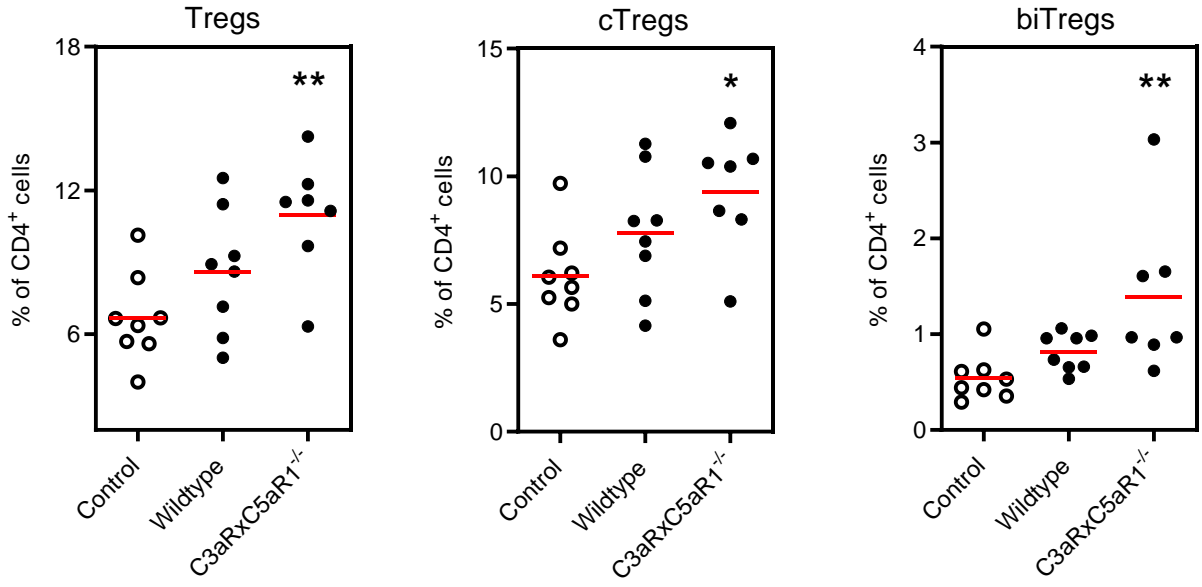 Tregs
% of CD4⁺ cells
18
12
6
**
Control
Wildtype
C3aRxC5aR1⁻/⁻
cTregs
% of CD4⁺ cells
15
10
5
0
*
Control
Wildtype
C3aRxC5aR1⁻/⁻
biTregs
% of CD4⁺ cells
4
3
2
1
0
**
Control
Wildtype
C3aRxC5aR1⁻/⁻